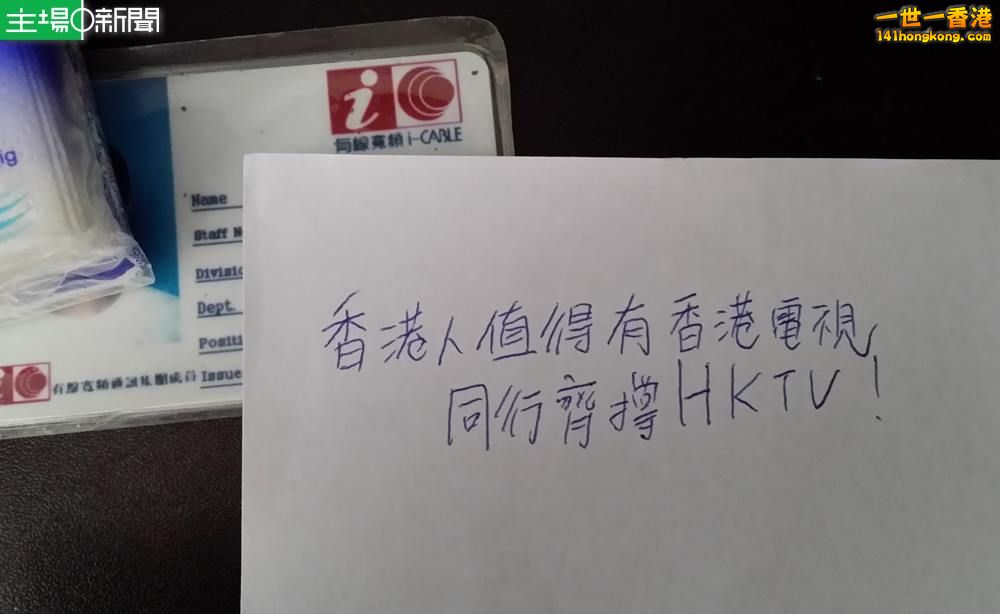 主場新聞
一世一香港
141hongkong.com
ig
有線寬頻 i-CABLE
Name
Staff N
Divisio
Dept.
Positi
Issue
有線寬頻通訊集團成員
香港人值得有香港電視,
同行齊撐HKTV!